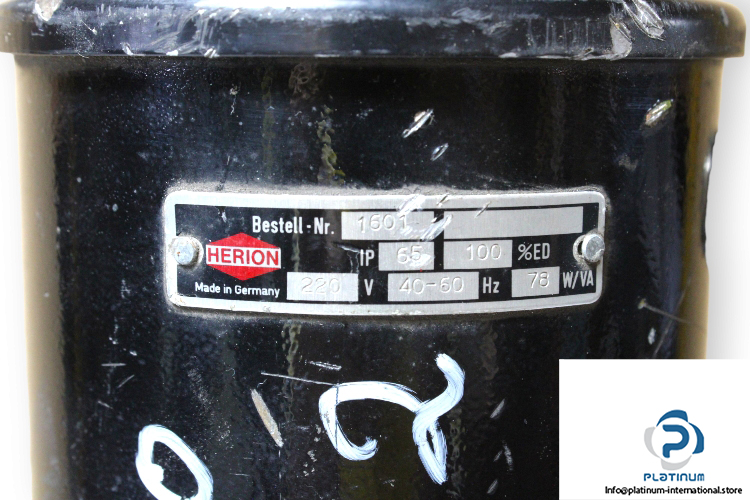 Bestell-Nr. 1601
HERION IP 65 100 %ED
Made in Germany 220 V 40-60 Hz 78 W/VA
PLATINUM
Info@platinum-international.store